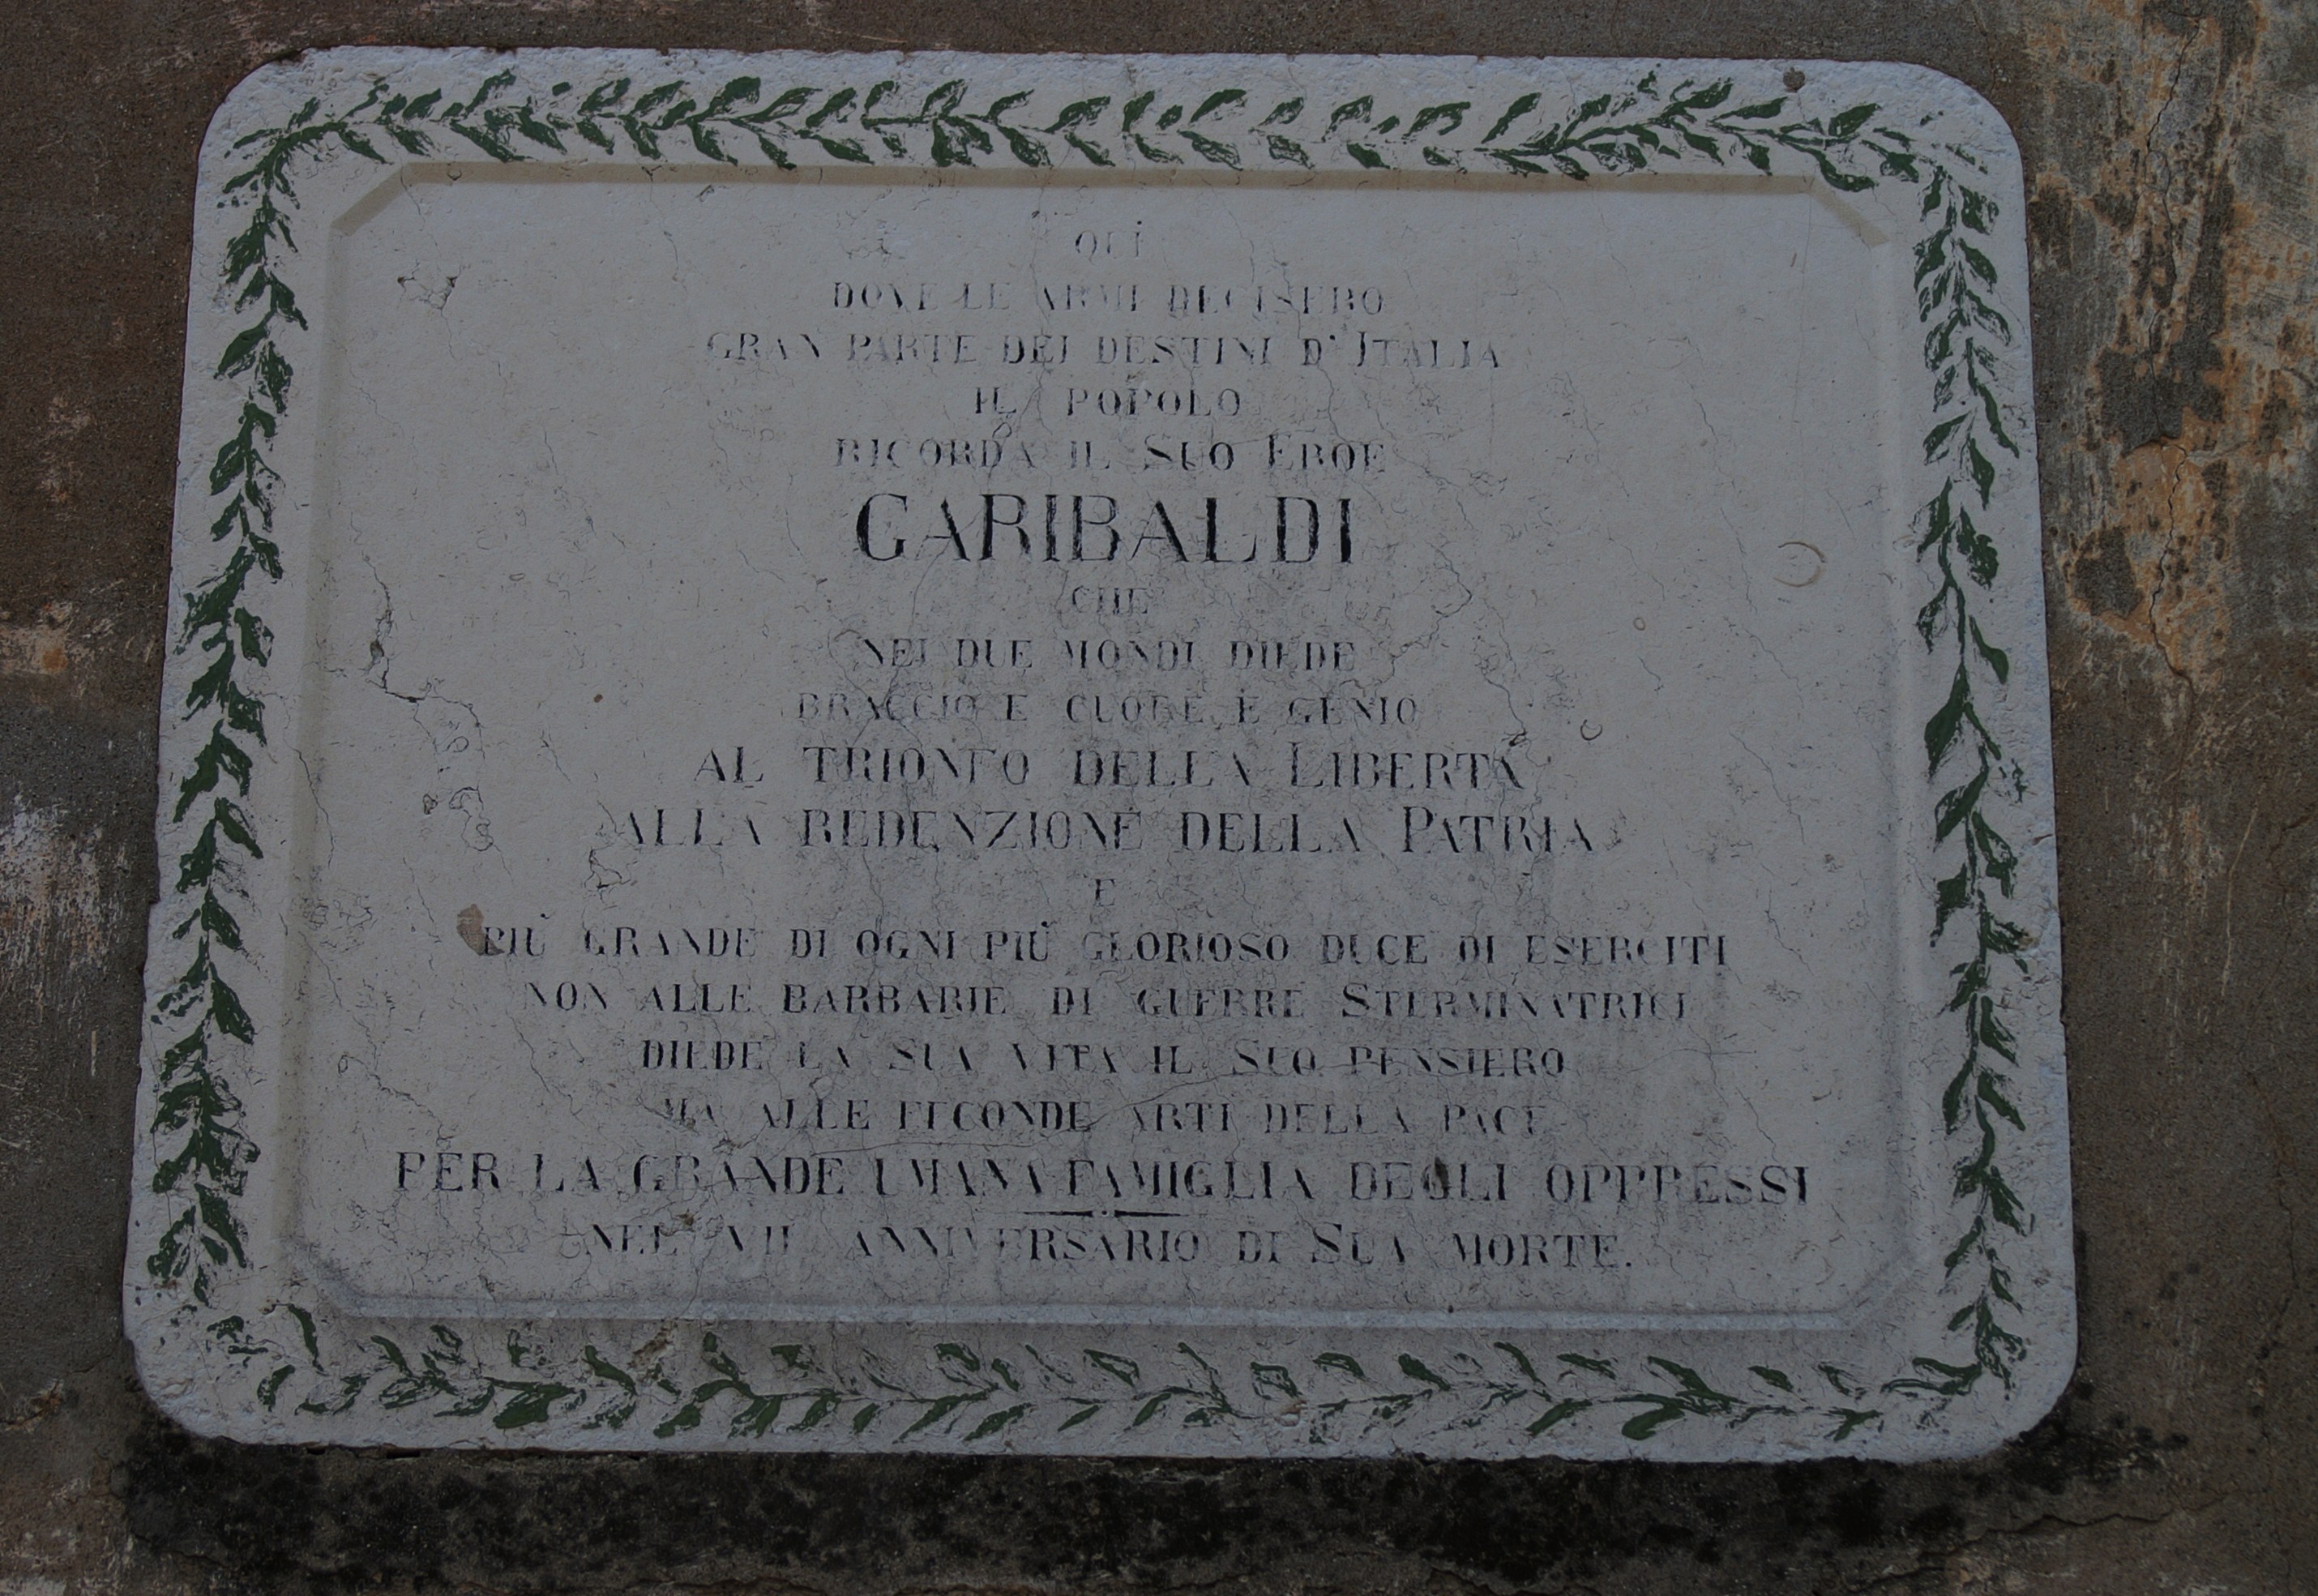 QUI
DOVE LE ARMI DECISERO
GRAN PARTE DEI DESTINI D'ITALIA
IL POPOLO
RICORDA IL SUO EROE
GARIBALDI
CHE
NEI DUE MONDI DIEDE
BRACCIO E CUORE E GENIO
AL TRIONFO DELLA LIBERTÀ
ALLA REDENZIONE DELLA PATRIA
E
PIÙ GRANDE DI OGNI PIÙ GLORIOSO DUCE DI ESERCITI
NON ALLE BARBARIE DI GUERRE STERMINATRICI
DIEDE LA SUA VITA IL SUO PENSIERO
MA ALLE FECONDE ARTI DELLA PACE
PER LA GRANDE UMANA FAMIGLIA DEGLI OPPRESSI
NEL VII ANNIVERSARIO DI SUA MORTE.